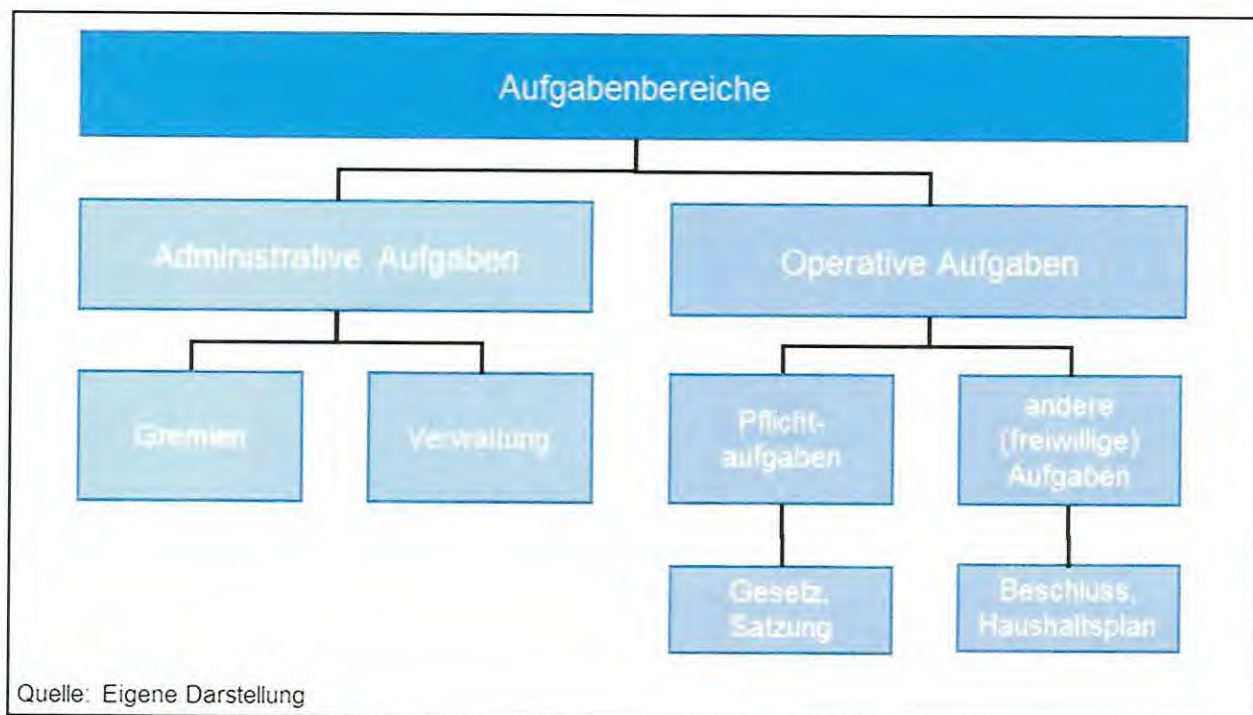 Aufgabenbereiche
Administrative Aufgaben
Operative Aufgaben
Gremien
Verwaltung
Pflicht-
aufgaben
andere
(freiwillige)
Aufgaben
Gesetz,
Satzung
Beschluss,
Haushaltsplan
Quelle: Eigene Darstellung